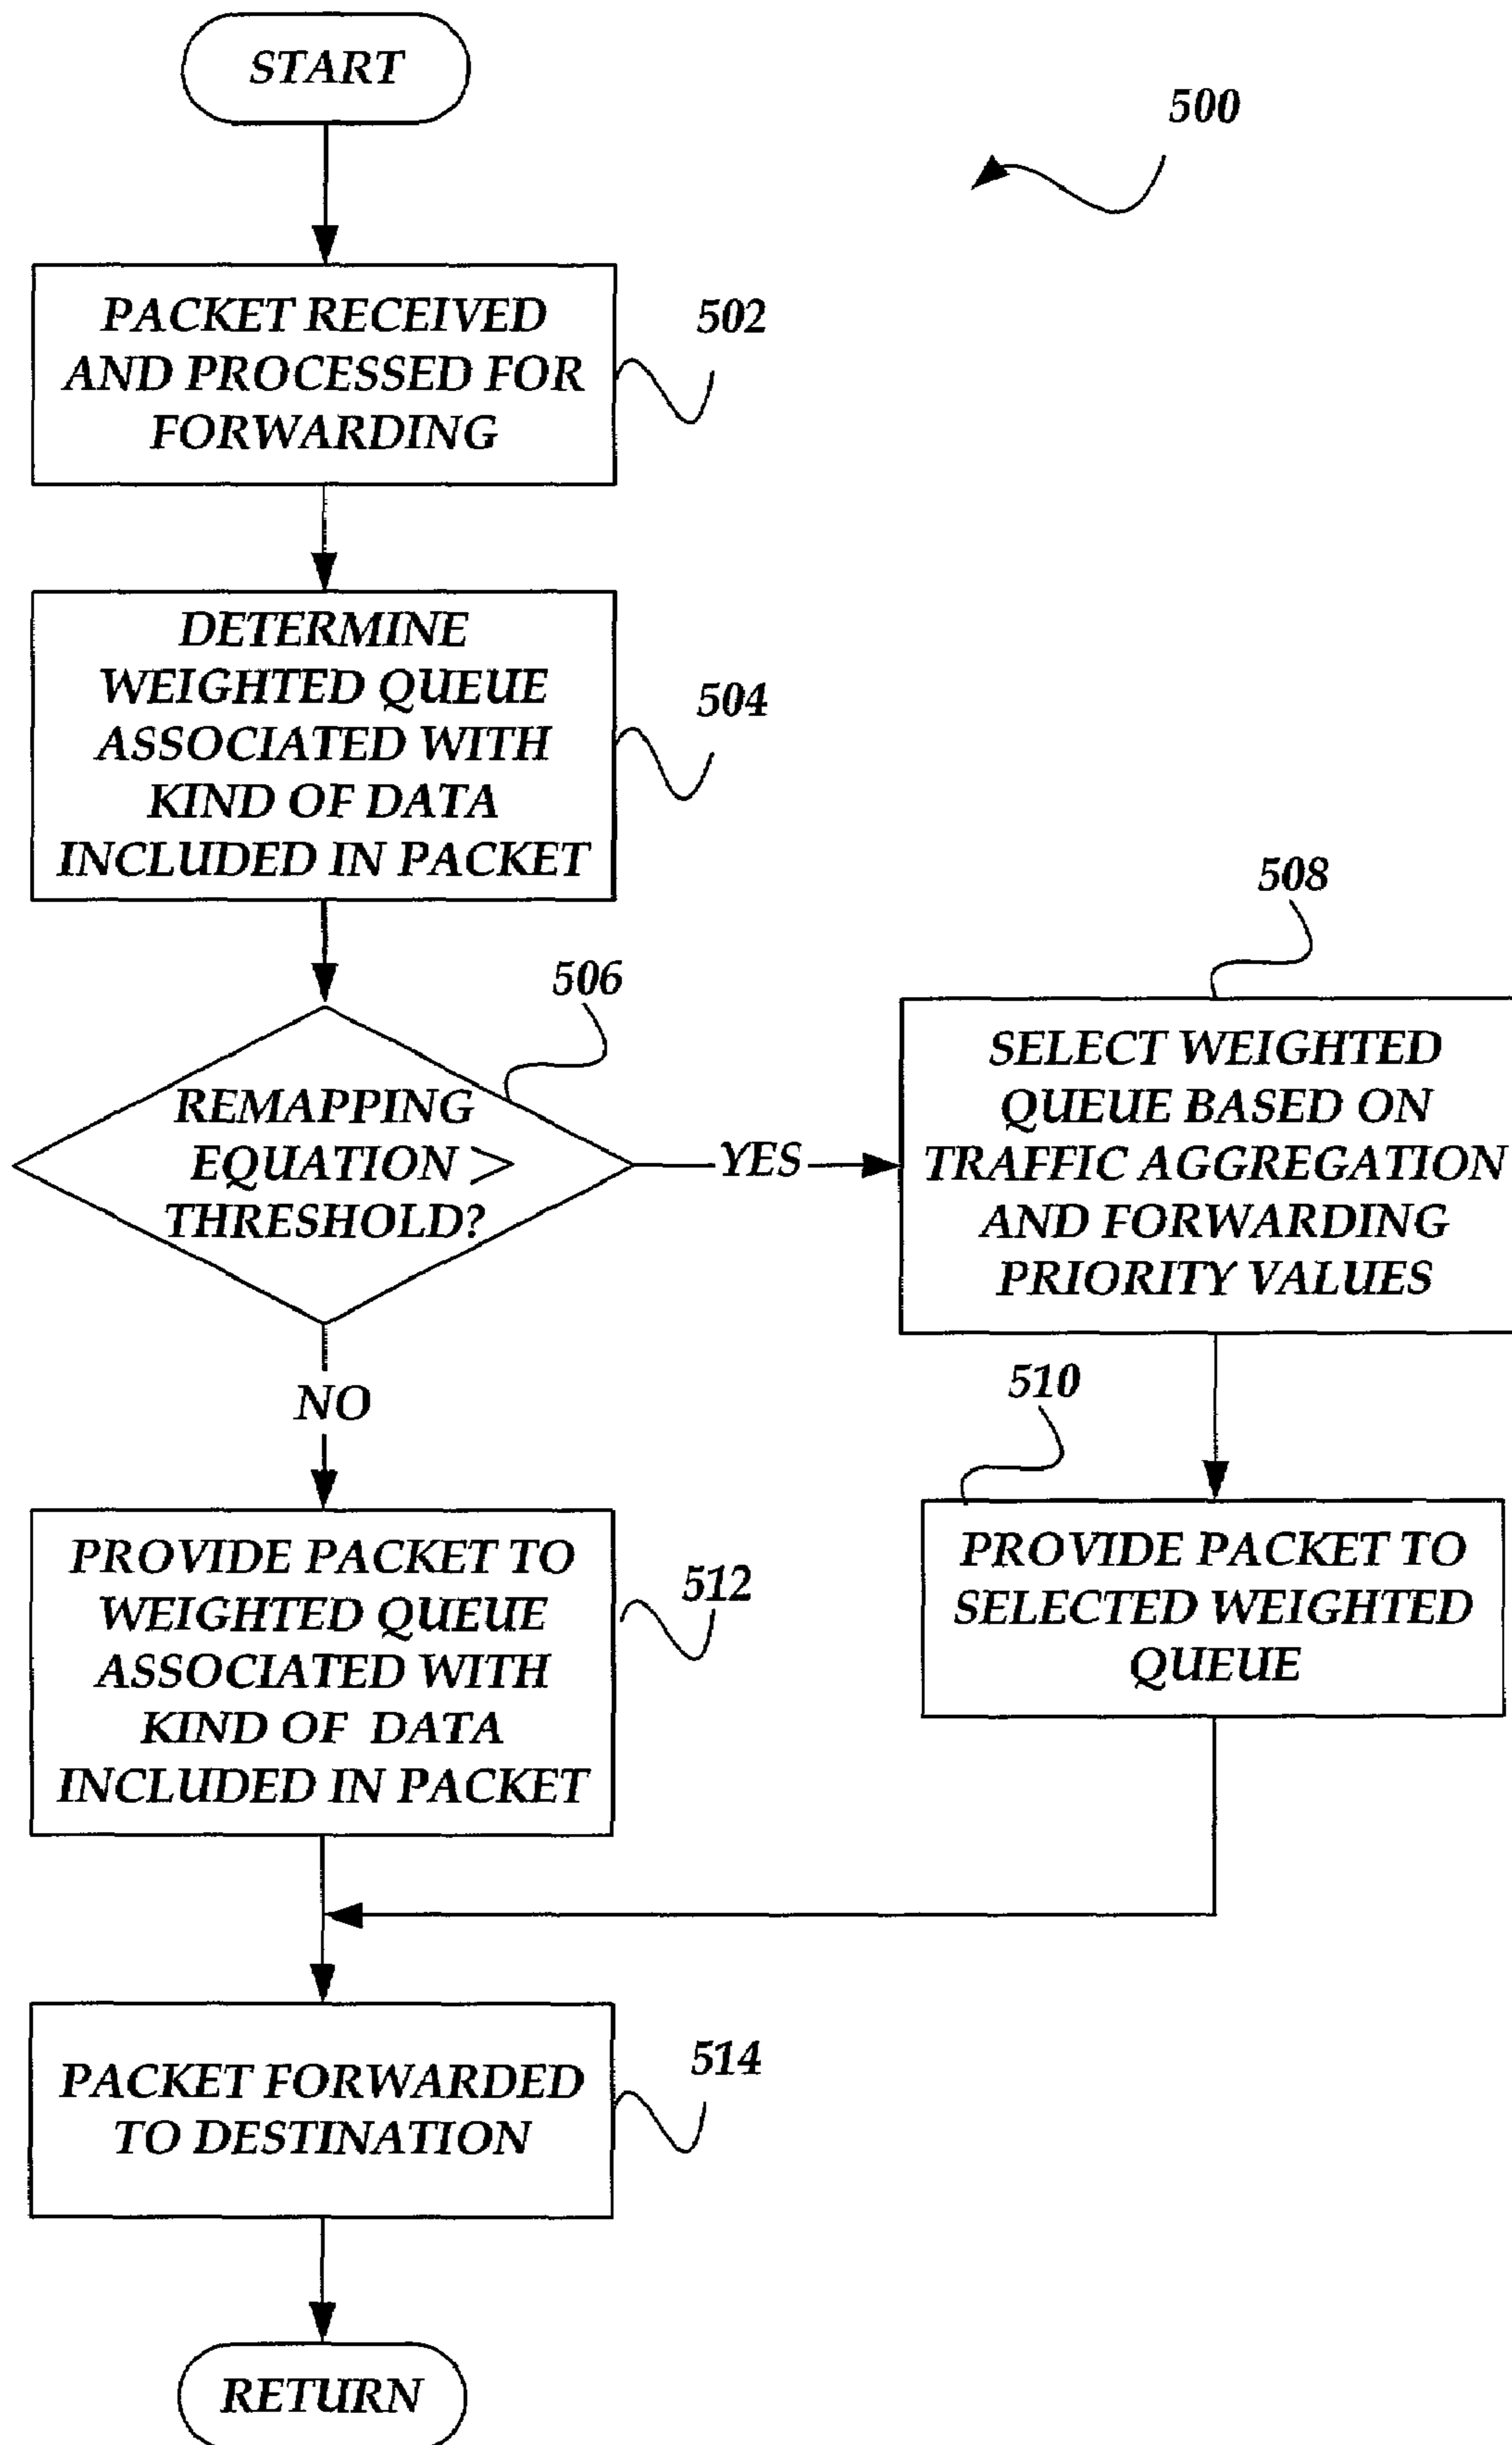 START
500
PACKET RECEIVED
AND PROCESSED FOR
FORWARDING
502
DETERMINE
WEIGHTED QUEUE
ASSOCIATED WITH
KIND OF DATA
INCLUDED IN PACKET
504
506
REMAPPING
EQUATION >
THRESHOLD?
YES
508
SELECT WEIGHTED
QUEUE BASED ON
TRAFFIC AGGREGATION
AND FORWARDING
PRIORITY VALUES
NO
510
PROVIDE PACKET TO
SELECTED WEIGHTED
QUEUE
PROVIDE PACKET TO
WEIGHTED QUEUE
ASSOCIATED WITH
KIND OF DATA
INCLUDED IN PACKET
512
PACKET FORWARDED
TO DESTINATION
514
RETURN